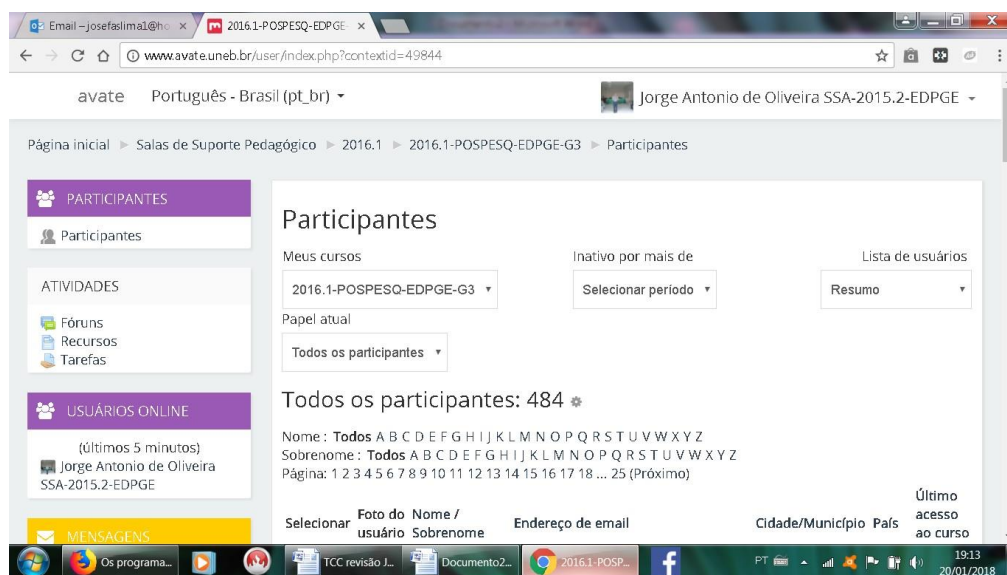 Email – josefaslima1@ho
2016.1-POSPESQ-EDPGE-
www.avate.uneb.br/user/index.php?contextid=49844
avate Português - Brasil (pt_br)
Jorge Antonio de Oliveira SSA-2015.2-EDPGE
Página inicial ▶ Salas de Suporte Pedagógico ▶ 2016.1 ▶ 2016.1-POSPESQ-EDPGE-G3 ▶ Participantes
PARTICIPANTES
Participantes
ATIVIDADES
Fóruns
Recursos
Tarefas
USUÁRIOS ONLINE
(últimos 5 minutos)
Jorge Antonio de Oliveira
SSA-2015.2-EDPGE
MENSAGENS
Participantes
Meus cursos Inativo por mais de Lista de usuários
2016.1-POSPESQ-EDPGE-G3 Selecionar período Resumo
Papel atual
Todos os participantes
Todos os participantes: 484
Nome : Todos A B C D E F G H I J K L M N O P Q R S T U V W X Y Z
Sobrenome : Todos A B C D E F G H I J K L M N O P Q R S T U V W X Y Z
Página: 1 2 3 4 5 6 7 8 9 10 11 12 13 14 15 16 17 18 ... 25 (Próximo)
Selecionar Foto do usuário Nome / Sobrenome Endereço de email Cidade/Município País Último acesso ao curso
Os programa... TCC revisão J... Documento2... 2016.1-POSP... PT 19:13
20/01/2018